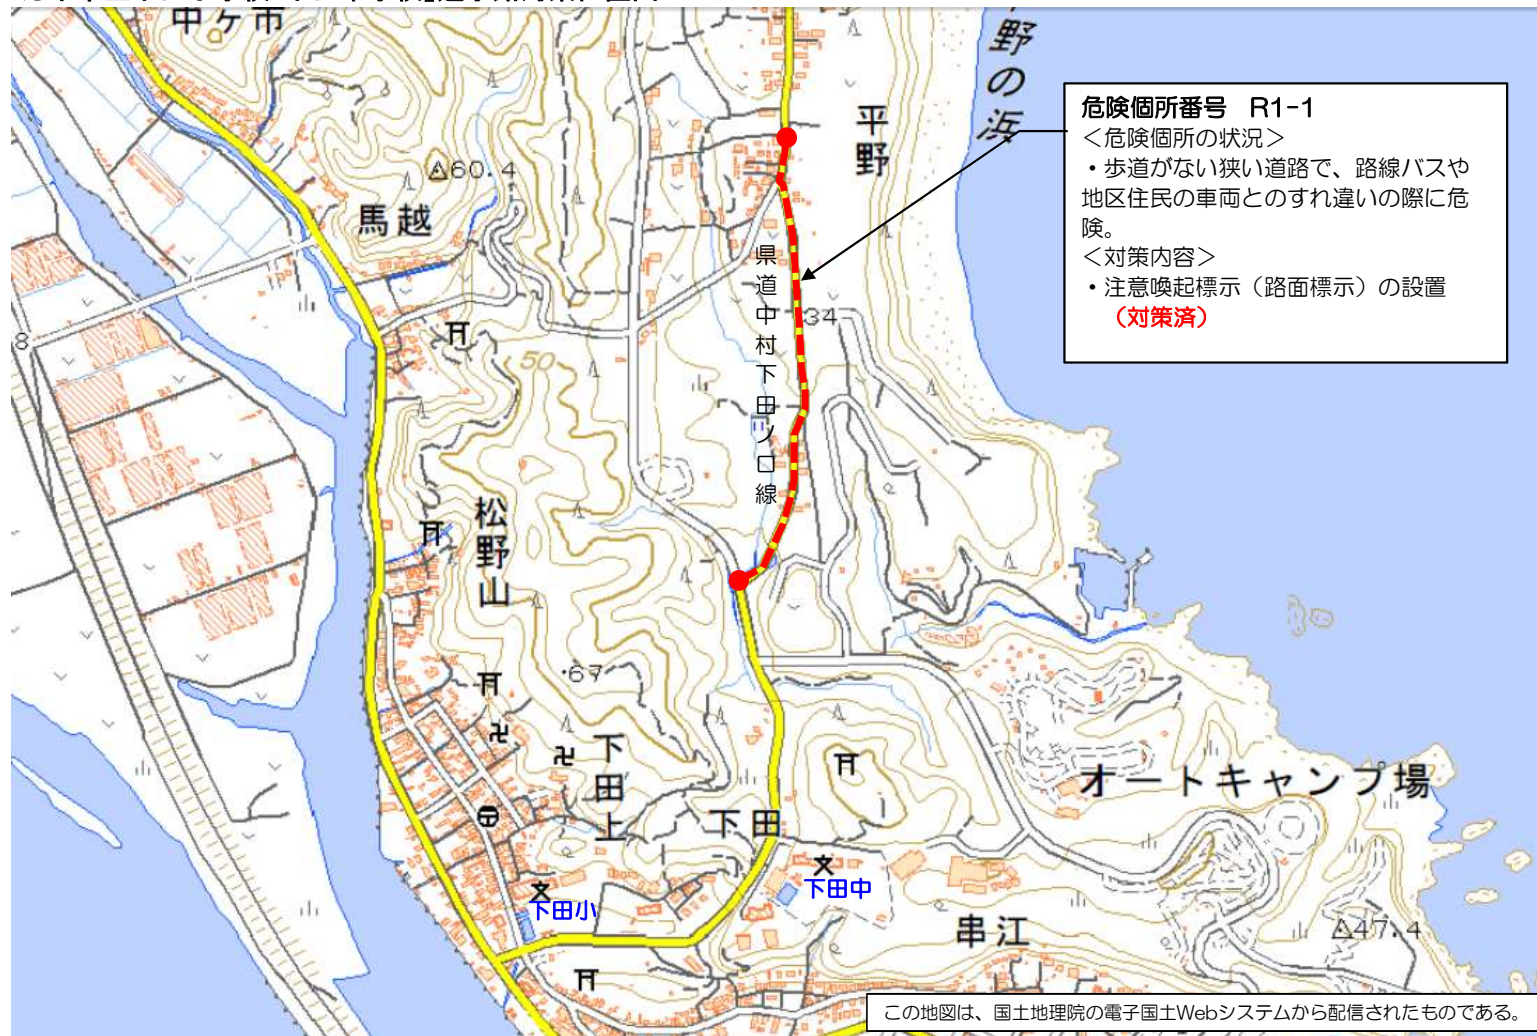 中ケ市
野の浜
平野
危険個所番号 R1-1
＜危険個所の状況＞
・歩道がない狭い道路で、路線バスや
地区住民の車両とのすれ違いの際に危
険。
＜対策内容＞
・注意喚起標示（路面標示）の設置
（対策済）
60.4
馬越
県道中村下田ノ口線
34
8
50
松野山
・67
下田上
下田
オートキャンプ場
下田中
下田小
串江
47.4
この地図は、国土地理院の電子国土Webシステムから配信されたものである。